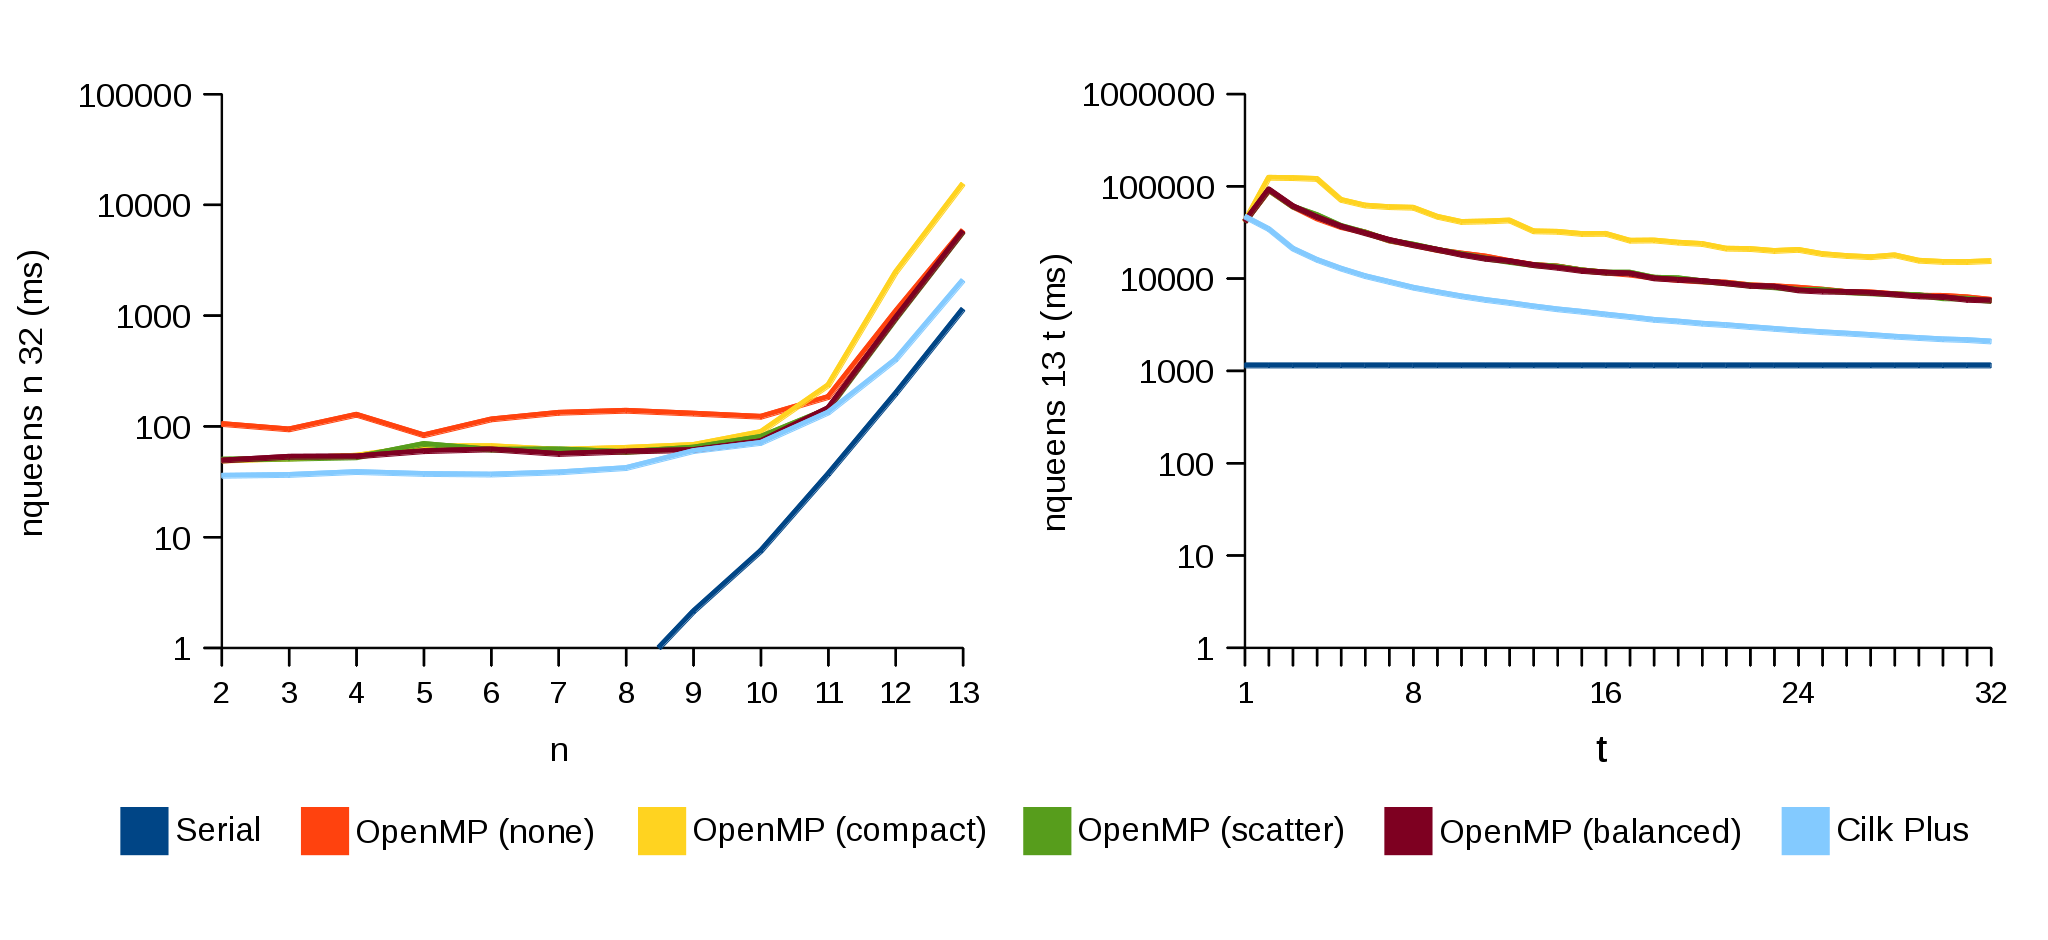 nqueens n 32 (ms)
100000
10000
1000
100
10
1
2 3 4 5 6 7 8 9 10 11 12 13
n
nqueens 13 t (ms)
1000000
100000
10000
1000
100
10
1
1 8 16 24 32
t
Serial OpenMP (none) OpenMP (compact) OpenMP (scatter) OpenMP (balanced) Cilk Plus